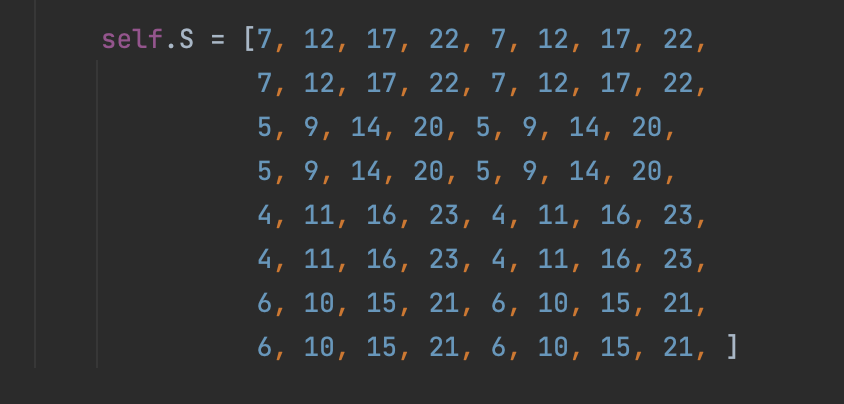 self.S = [7, 12, 17, 22, 7, 12, 17, 22,
7, 12, 17, 22, 7, 12, 17, 22,
5, 9, 14, 20, 5, 9, 14, 20,
5, 9, 14, 20, 5, 9, 14, 20,
4, 11, 16, 23, 4, 11, 16, 23,
4, 11, 16, 23, 4, 11, 16, 23,
6, 10, 15, 21, 6, 10, 15, 21,
6, 10, 15, 21, 6, 10, 15, 21, ]